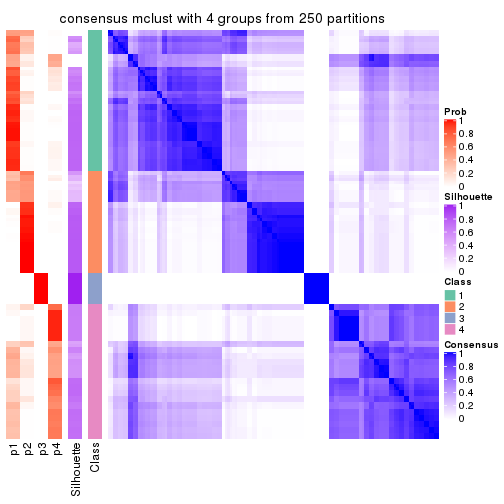 consensus mclust with 4 groups from 250 partitions
Prob
1
0.8
0.6
0.4
0.2
0
Silhouette
1
0.8
0.6
0.4
0.2
0
Class
1
2
3
4
Consensus
1
0.8
0.6
0.4
0.2
0
p1
p2
p3
p4
Silhouette
Class